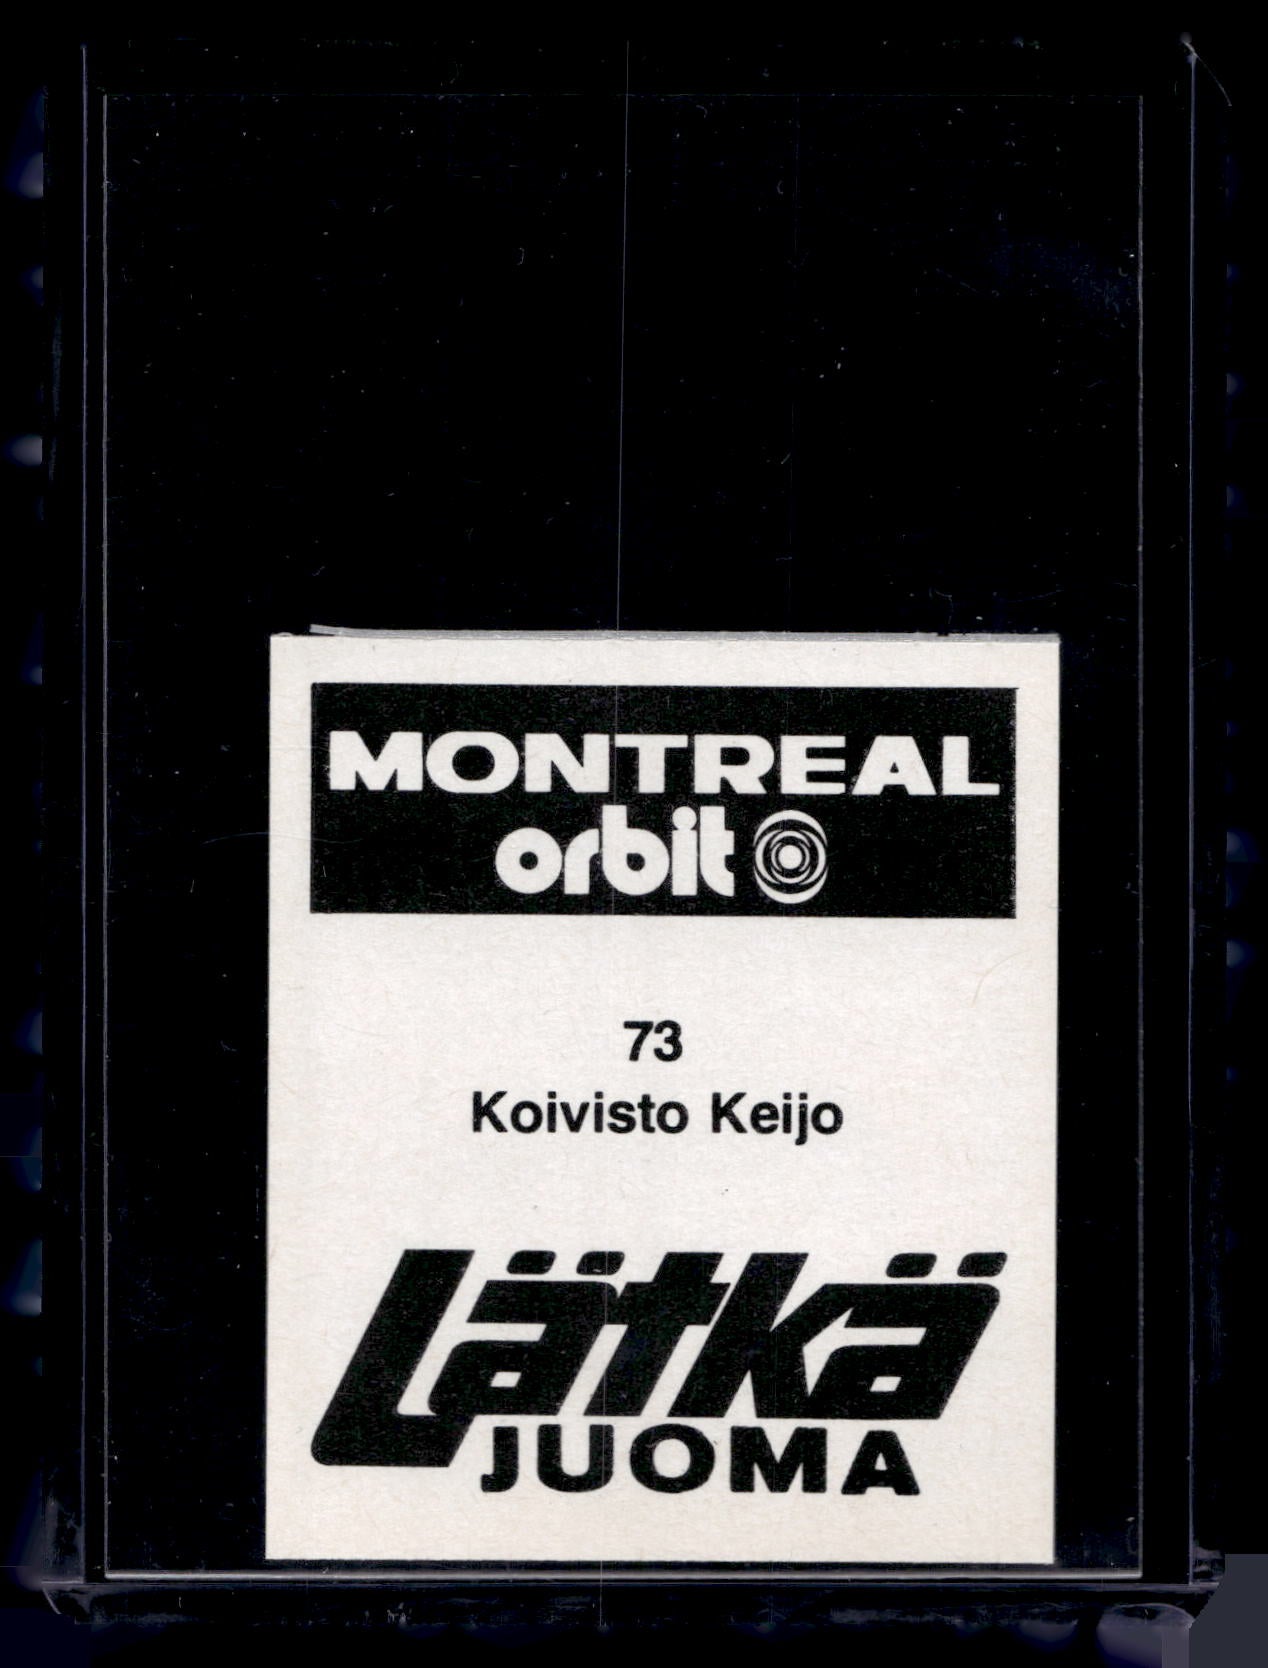 MONTREAL
orbit
73
Koivisto Keijo
Lätkä
JUOMA